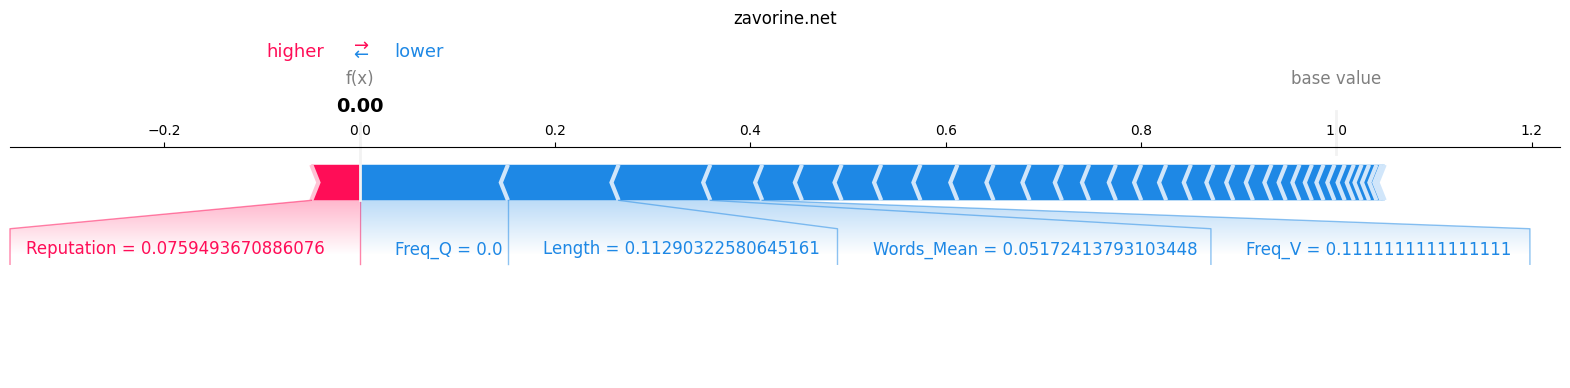 zavorine.net
higher ⇄ lower
f(x) base value
0.00
−0.2 0.0 0.2 0.4 0.6 0.8 1.0 1.2
Reputation = 0.0759493670886076 Freq_Q = 0.0 Length = 0.11290322580645161 Words_Mean = 0.05172413793103448 Freq_V = 0.1111111111111111